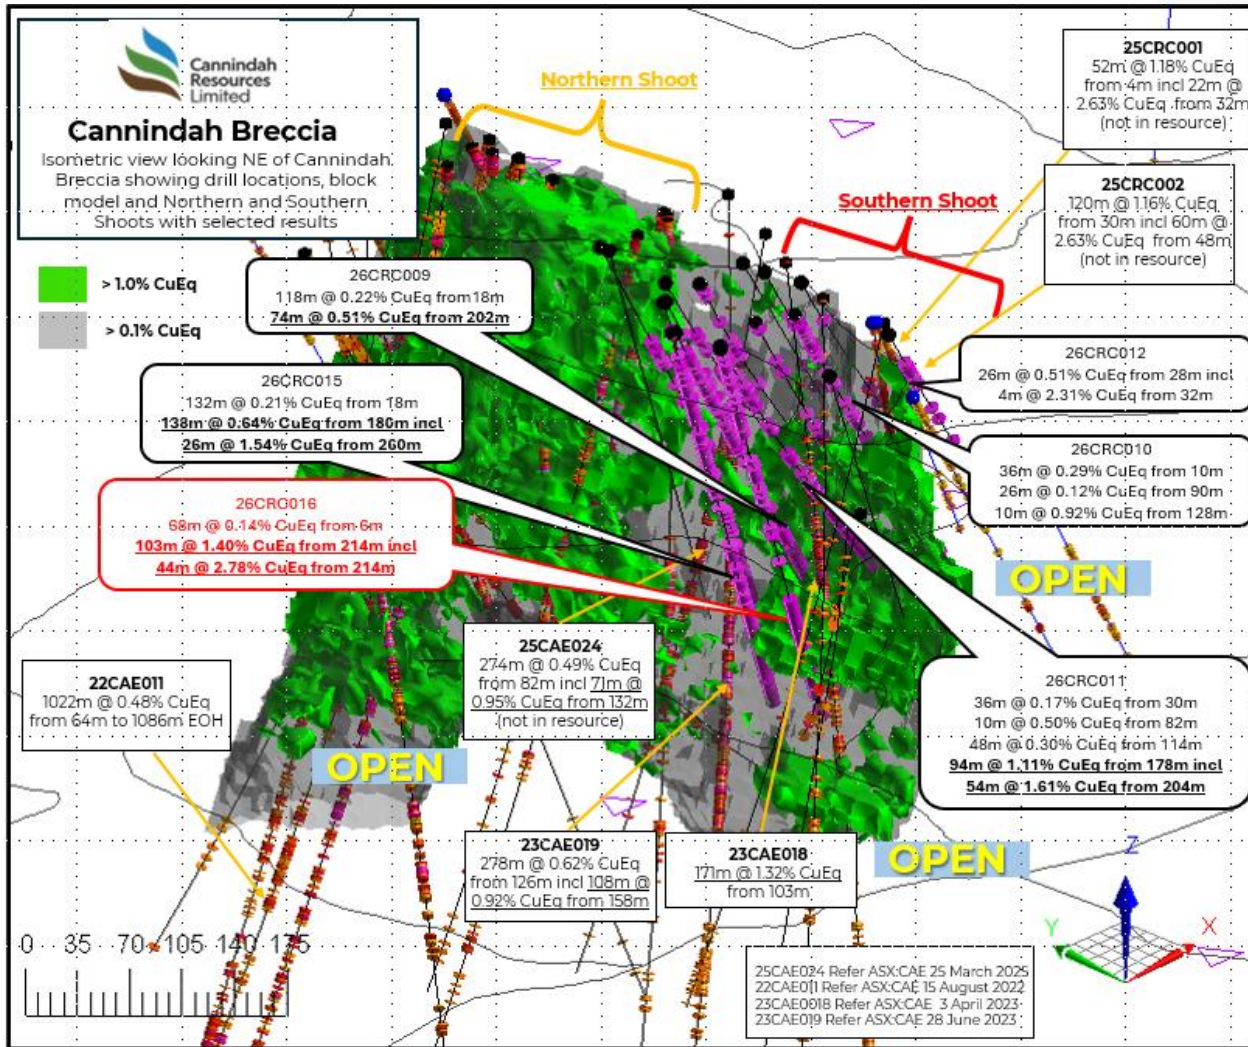 Cannindah
Resources
Limited
Cannindah Breccia
Isometric view looking NE of Cannindah
Breccia showing drill locations, block
model and Northern and Southern
Shoots with selected results
> 1.0% CuEq
> 0.1% CuEq
Northern Shoot
Southern Shoot
25CRC001
52m @ 1.18% CuEq
from 4m incl 22m @
2.63% CuEq from 32m
(not in resource)
25CRC002
120m @ 1.16% CuEq
from 30m incl 60m @
2.63% CuEq from 48m
(not in resource)
26CRC009
118m @ 0.22% CuEq from 18m
74m @ 0.51% CuEq from 202m
26CRC015
132m @ 0.21% CuEq from 18m
138m @ 0.64% CuEq from 180m incl
26m @ 1.54% CuEq from 260m
26CRC016
68m @ 0.14% CuEq from 6m
103m @ 1.40% CuEq from 214m incl
44m @ 2.78% CuEq from 214m
26CRC012
26m @ 0.51% CuEq from 28m incl
4m @ 2.31% CuEq from 32m
26CRC010
36m @ 0.29% CuEq from 10m
26m @ 0.12% CuEq from 90m
10m @ 0.92% CuEq from 128m
OPEN
26CRC011
36m @ 0.17% CuEq from 30m
10m @ 0.50% CuEq from 82m
48m @ 0.30% CuEq from 114m
94m @ 1.11% CuEq from 178m incl
54m @ 1.61% CuEq from 204m
25CAE024
274m @ 0.49% CuEq
from 82m incl 71m @
0.95% CuEq from 132m
(not in resource)
22CAE011
1022m @ 0.48% CuEq
from 64m to 1086m EOH
OPEN
23CAE019
278m @ 0.62% CuEq
from 126m incl 108m @
0.92% CuEq from 158m
23CAE018
171m @ 1.32% CuEq
from 103m
OPEN
Z
Y
X
0 35 70 105 140 175
25CAE024 Refer ASX:CAE 25 March 2025
22CAE011 Refer ASX:CAE 15 August 2022
23CAE0018 Refer ASX:CAE 3 April 2023
23CAE019 Refer ASX:CAE 28 June 2023